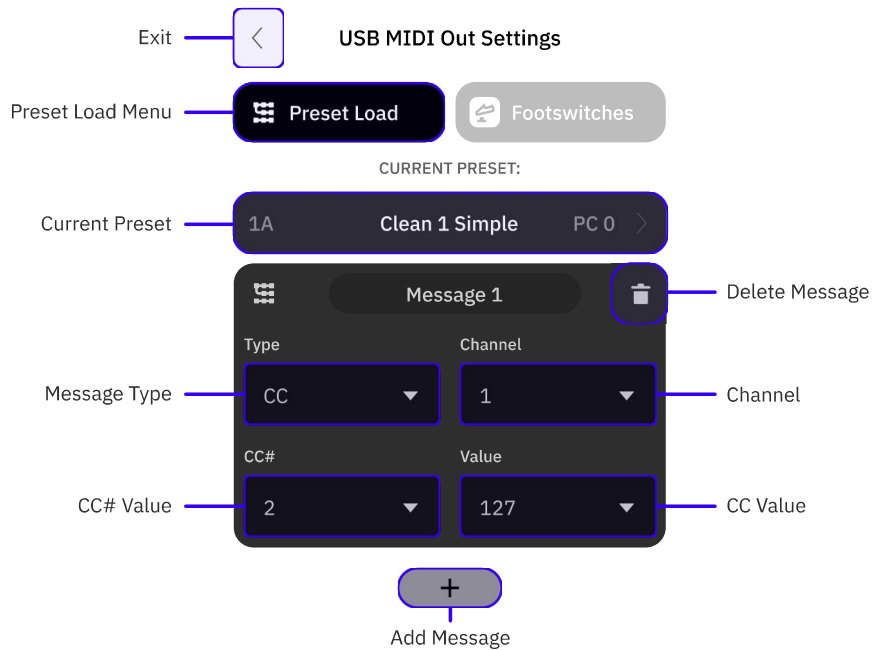 Exit
USB MIDI Out Settings
Preset Load Menu
Preset Load
Footswitches
CURRENT PRESET:
Current Preset
1A
Clean 1 Simple
PC 0
Message 1
Delete Message
Type
Channel
Message Type
CC
1
Channel
CC#
Value
CC# Value
2
127
CC Value
+
Add Message